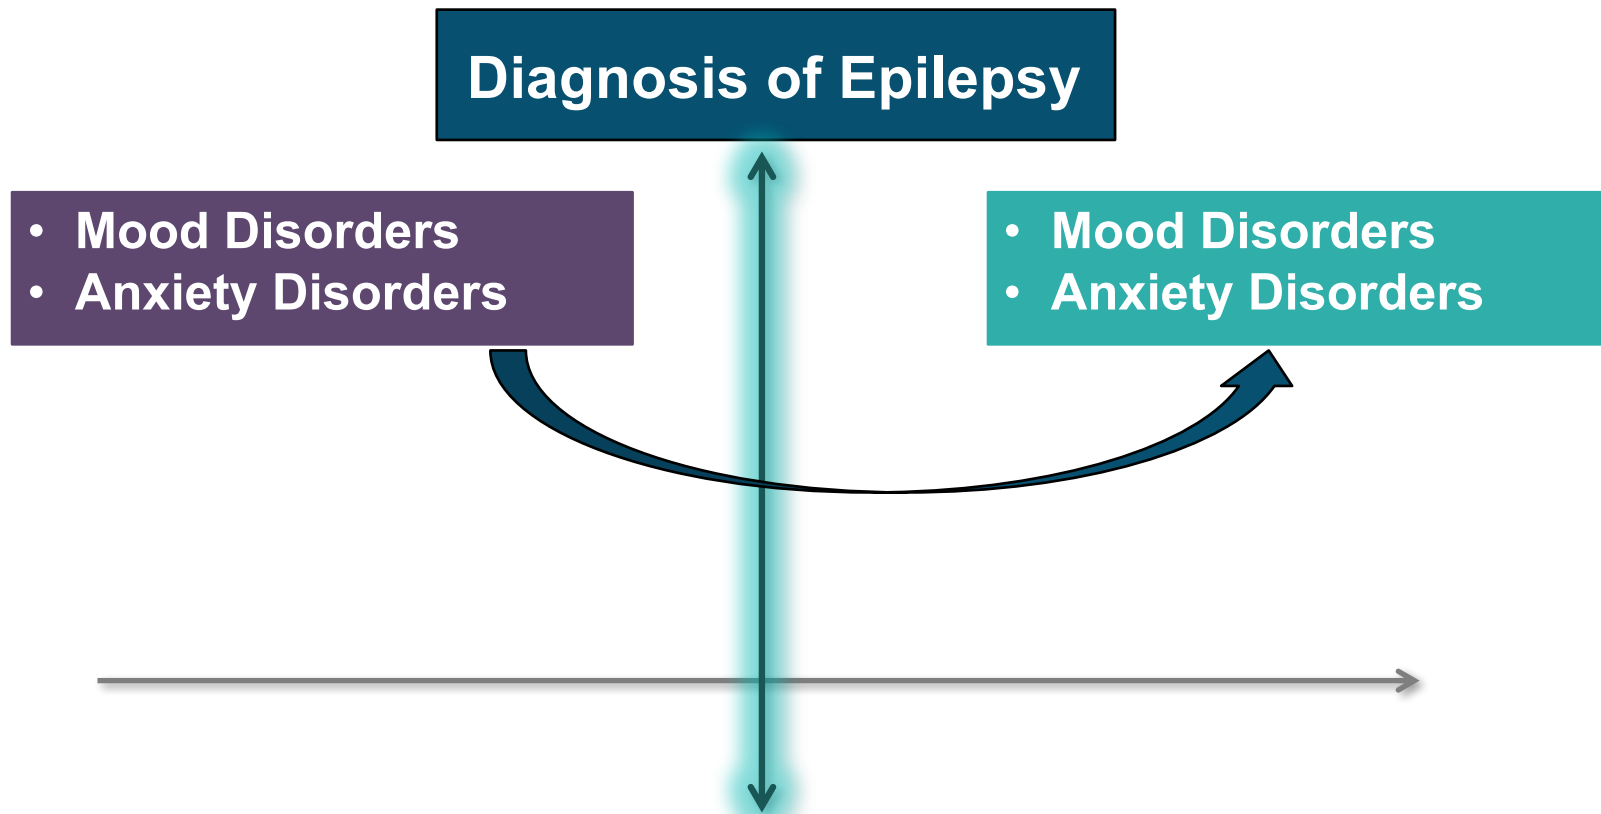 Diagnosis of Epilepsy
• Mood Disorders
• Anxiety Disorders
• Mood Disorders
• Anxiety Disorders